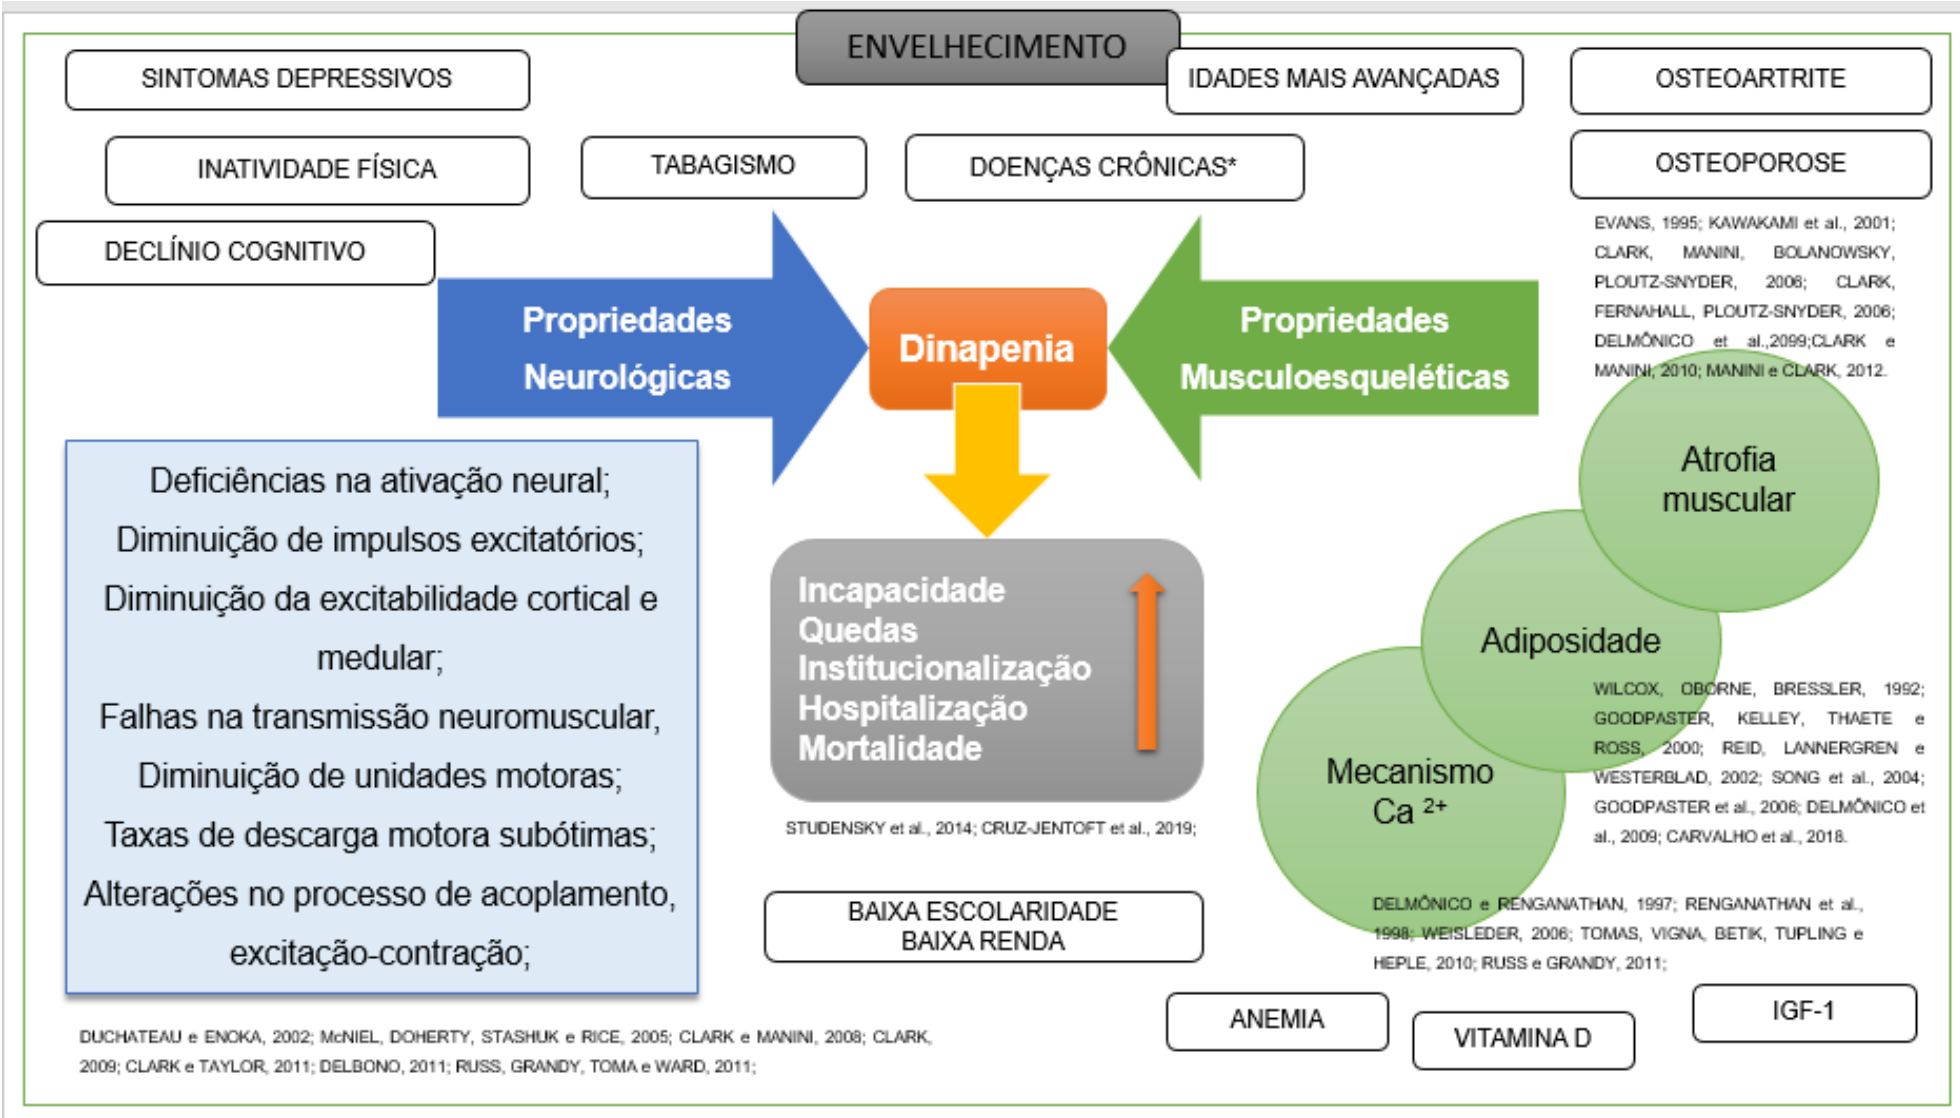 ENVELHECIMENTO
SINTOMAS DEPRESSIVOS
IDADES MAIS AVANÇADAS
OSTEOARTRITE
INATIVIDADE FÍSICA
TABAGISMO
DOENÇAS CRÔNICAS*
OSTEOPOROSE
DECLÍNIO COGNITIVO
EVANS, 1995; KAWAKAMI et al., 2001;
CLARK, MANINI, BOLANOWSKY,
PLOUTZ-SNYDER, 2006; CLARK,
FERNAHALL, PLOUTZ-SNYDER, 2006;
DELMÔNICO et al.,2099;CLARK e
MANINI, 2010; MANINI e CLARK, 2012.
Propriedades
Neurológicas
Dinapenia
Propriedades
Musculoesqueléticas
Deficiências na ativação neural;
Diminuição de impulsos excitatórios;
Diminuição da excitabilidade cortical e
medular;
Falhas na transmissão neuromuscular,
Diminuição de unidades motoras;
Taxas de descarga motora subótimas;
Alterações no processo de acoplamento,
excitação-contração;
Incapacidade
Quedas
Institucionalização
Hospitalização
Mortalidade
STUDENSKY et al., 2014; CRUZ-JENTOFT et al., 2019;
Atrofia
muscular
Adiposidade
Mecanismo
Ca 2+
WILCOX, OBORNE, BRESSLER, 1992;
GOODPASTER, KELLEY, THAETE e
ROSS, 2000; REID, LANNERGREN e
WESTERBLAD, 2002; SONG et al., 2004;
GOODPASTER et al., 2006; DELMÔNICO et
al., 2009; CARVALHO et al., 2018.
BAIXA ESCOLARIDADE
BAIXA RENDA
DELMÔNICO e RENGANATHAN, 1997; RENGANATHAN et al.,
1998; WEISLEDER, 2006; TOMAS, VIGNA, BETIK, TUPLING e
HEPLE, 2010; RUSS e GRANDY, 2011;
ANEMIA
VITAMINA D
IGF-1
DUCHATEAU e ENOKA, 2002; McNIEL, DOHERTY, STASHUK e RICE, 2005; CLARK e MANINI, 2008; CLARK,
2009; CLARK e TAYLOR, 2011; DELBONO, 2011; RUSS, GRANDY, TOMA e WARD, 2011;